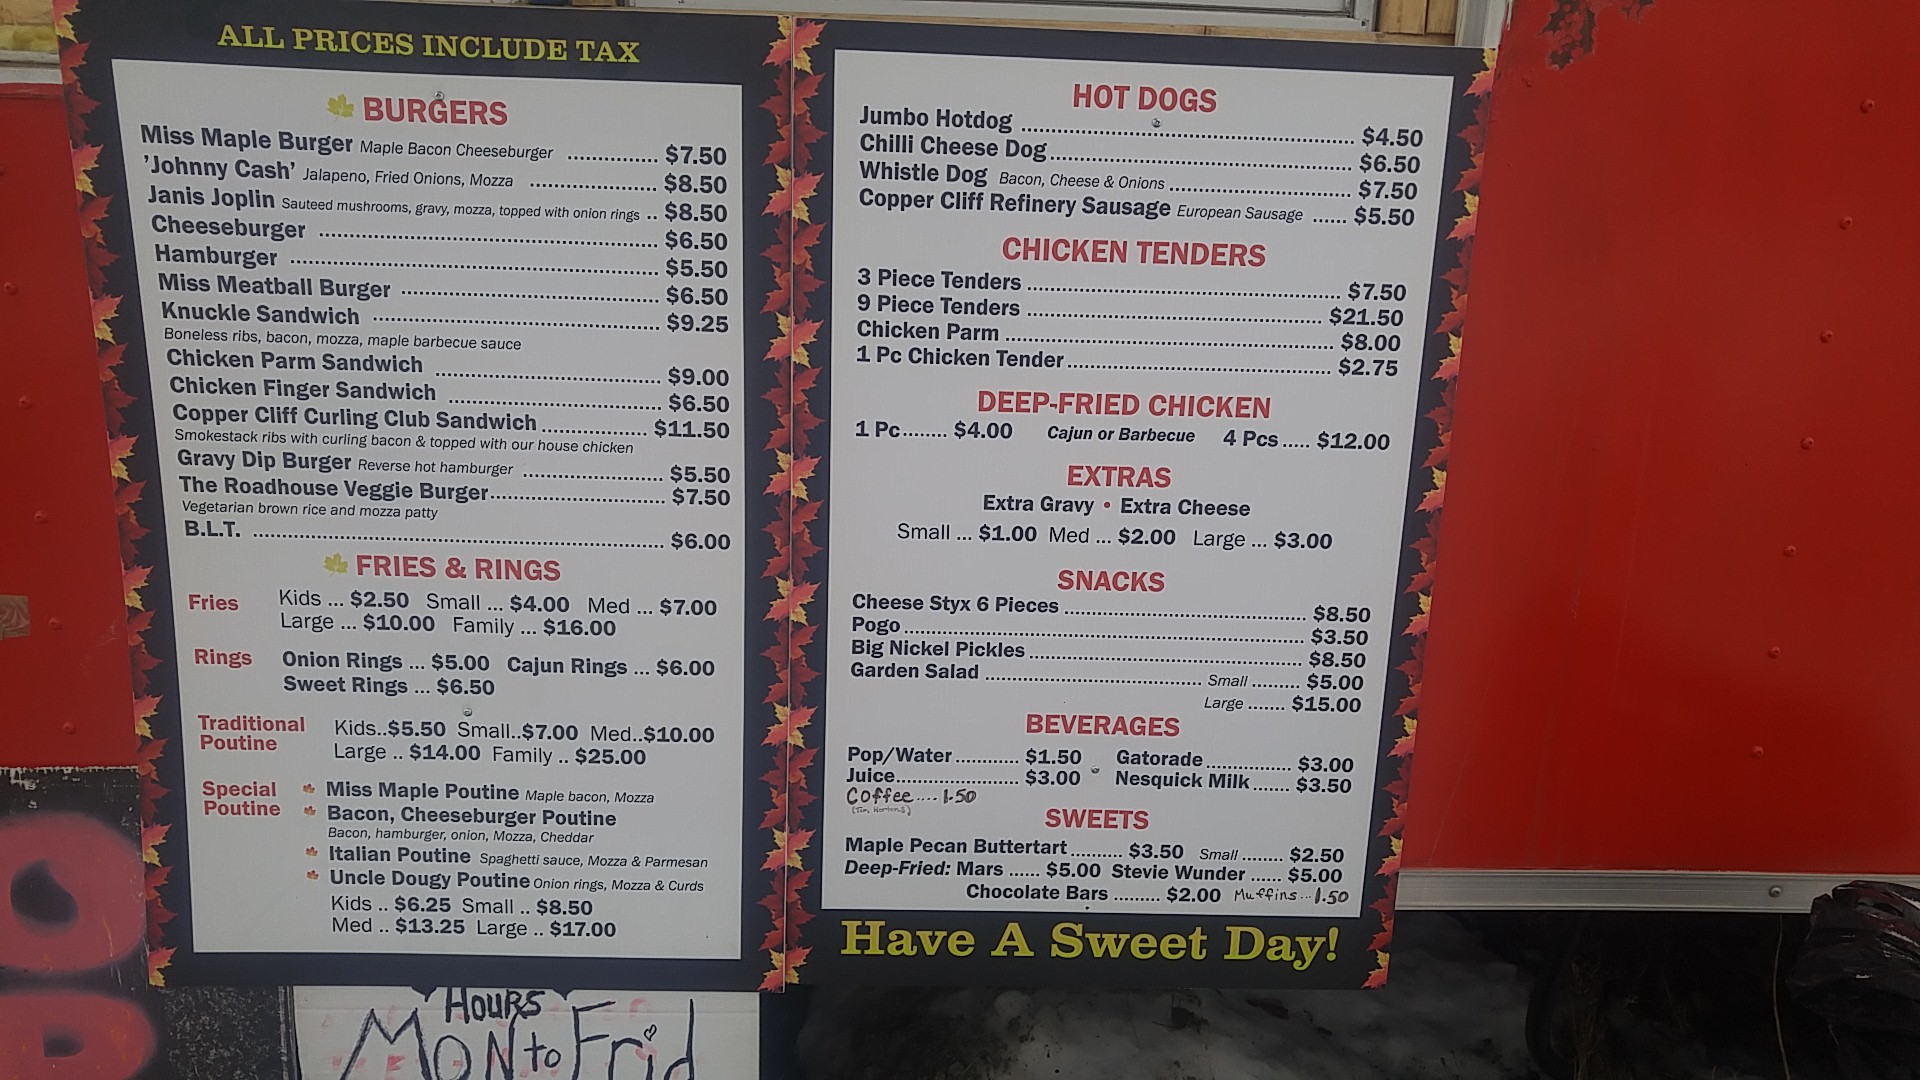 ALL PRICES INCLUDE TAX
BURGERS
Miss Maple Burger Maple Bacon Cheeseburger .............. $7.50
'Johnny Cash' Jalapeno, Fried Onions, Mozza .................... $8.50
Janis Joplin Sauteed mushrooms, gravy, mozza, topped with onion rings .. $8.50
Cheeseburger ........................................................ $6.50
Hamburger ............................................................. $5.50
Miss Meatball Burger .......................................... $6.50
Knuckle Sandwich ............................................... $9.25
Boneless ribs, bacon, mozza, maple barbecue sauce
Chicken Parm Sandwich ..................................... $9.00
Chicken Finger Sandwich ................................... $6.50
Copper Cliff Curling Club Sandwich ................. $11.50
Smokestack ribs with curling bacon & topped with our house chicken
Gravy Dip Burger Reverse hot hamburger ....................... $5.50
The Roadhouse Veggie Burger............................. $7.50
Vegetarian brown rice and mozza patty
B.L.T. .................................................................... $6.00
FRIES & RINGS
Fries Kids ... $2.50 Small ... $4.00 Med ... $7.00
Large ... $10.00 Family ... $16.00
Rings Onion Rings ... $5.00 Cajun Rings ... $6.00
Sweet Rings ... $6.50
Traditional Poutine Kids..$5.50 Small..$7.00 Med..$10.00
Large .. $14.00 Family .. $25.00
Special Poutine Miss Maple Poutine Maple bacon, Mozza
Bacon, Cheeseburger Poutine
Bacon, hamburger, onion, Mozza, Cheddar
Italian Poutine Spaghetti sauce, Mozza & Parmesan
Uncle Dougy Poutine Onion rings, Mozza & Curds
Kids .. $6.25 Small .. $8.50
Med .. $13.25 Large .. $17.00
HOT DOGS
Jumbo Hotdog ....................................................... $4.50
Chilli Cheese Dog.................................................. $6.50
Whistle Dog Bacon, Cheese & Onions .............................. $7.50
Copper Cliff Refinery Sausage European Sausage ...... $5.50
CHICKEN TENDERS
3 Piece Tenders .................................................... $7.50
9 Piece Tenders ................................................. $21.50
Chicken Parm ....................................................... $8.00
1 Pc Chicken Tender............................................ $2.75
DEEP-FRIED CHICKEN
1 Pc........ $4.00 Cajun or Barbecue 4 Pcs ..... $12.00
EXTRAS
Extra Gravy • Extra Cheese
Small ... $1.00 Med ... $2.00 Large ... $3.00
SNACKS
Cheese Styx 6 Pieces ........................................ $8.50
Pogo.................................................................. $3.50
Big Nickel Pickles ............................................. $8.50
Garden Salad .................................... Small ........ $5.00
Large ....... $15.00
BEVERAGES
Pop/Water........... $1.50 Gatorade .............. $3.00
Juice..................... $3.00 Nesquick Milk ...... $3.50
Coffee .... 1.50
(Tim Hortons)
SWEETS
Maple Pecan Buttertart ......... $3.50 Small ....... $2.50
Deep-Fried: Mars ...... $5.00 Stevie Wunder ...... $5.00
Chocolate Bars ......... $2.00 Muffins... 1.50
Have A Sweet Day!
HOURS
MON to Frid